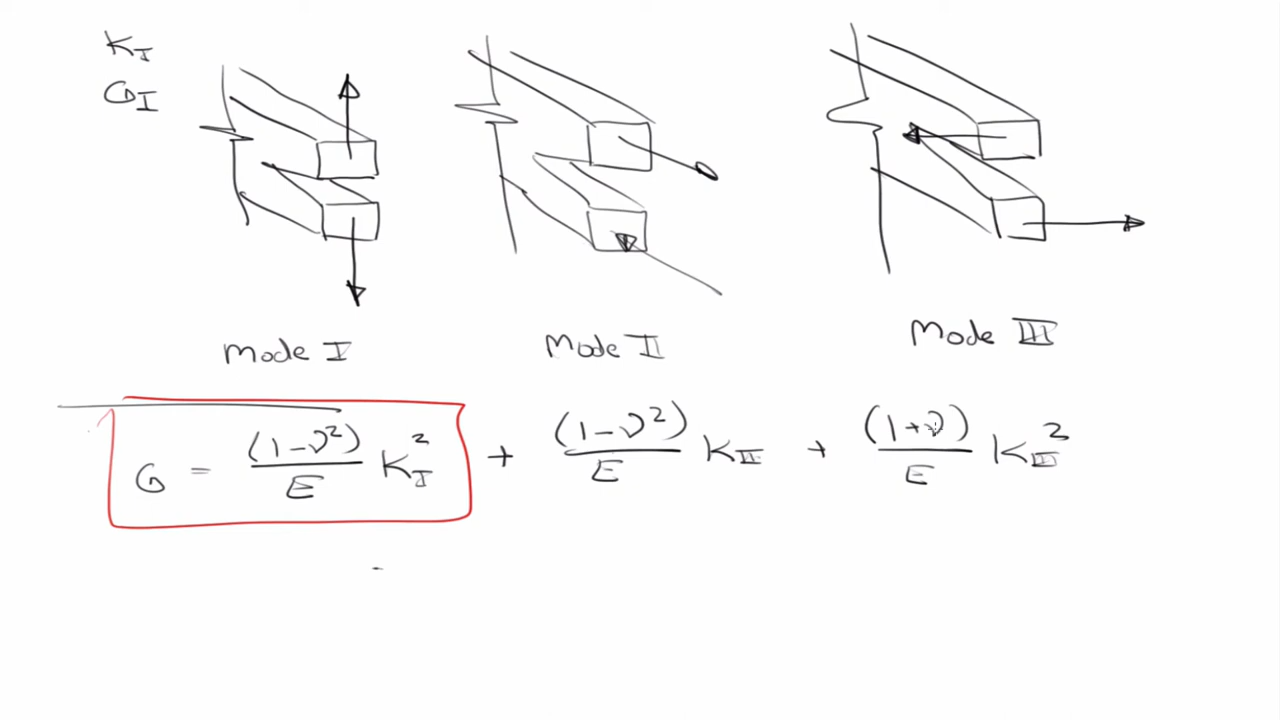 K_I
G_I
Mode I
Mode II
Mode III
G = (1-ν²)/E K_I² + (1-ν²)/E K_II + (1+ν)/E K_III²